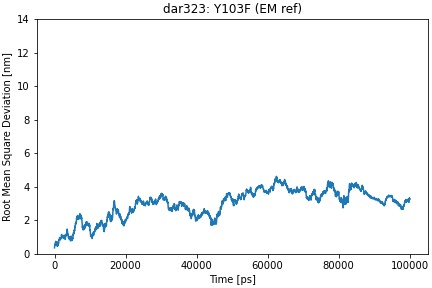 dar323: Y103F (EM ref)
Root Mean Square Deviation [nm]
14
12
10
8
6
4
2
0
0 20000 40000 60000 80000 100000
Time [ps]